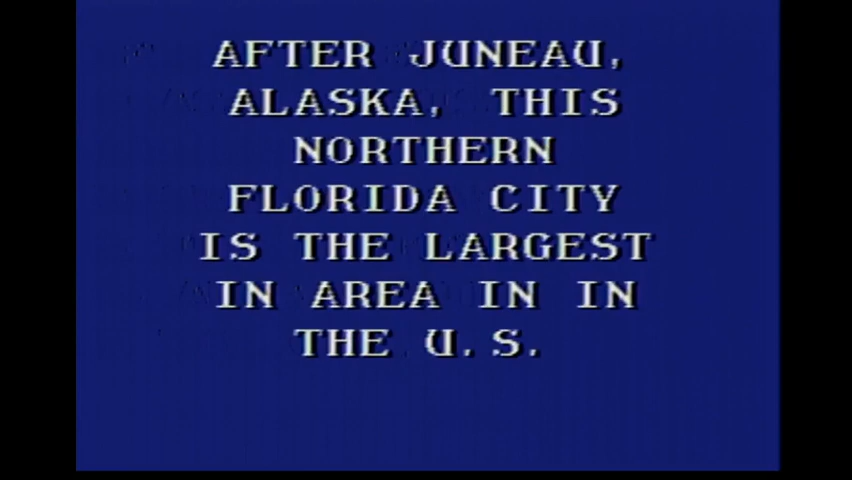 AFTER JUNEAU,
ALASKA, THIS
NORTHERN
FLORIDA CITY
IS THE LARGEST
IN AREA IN IN
THE U.S.